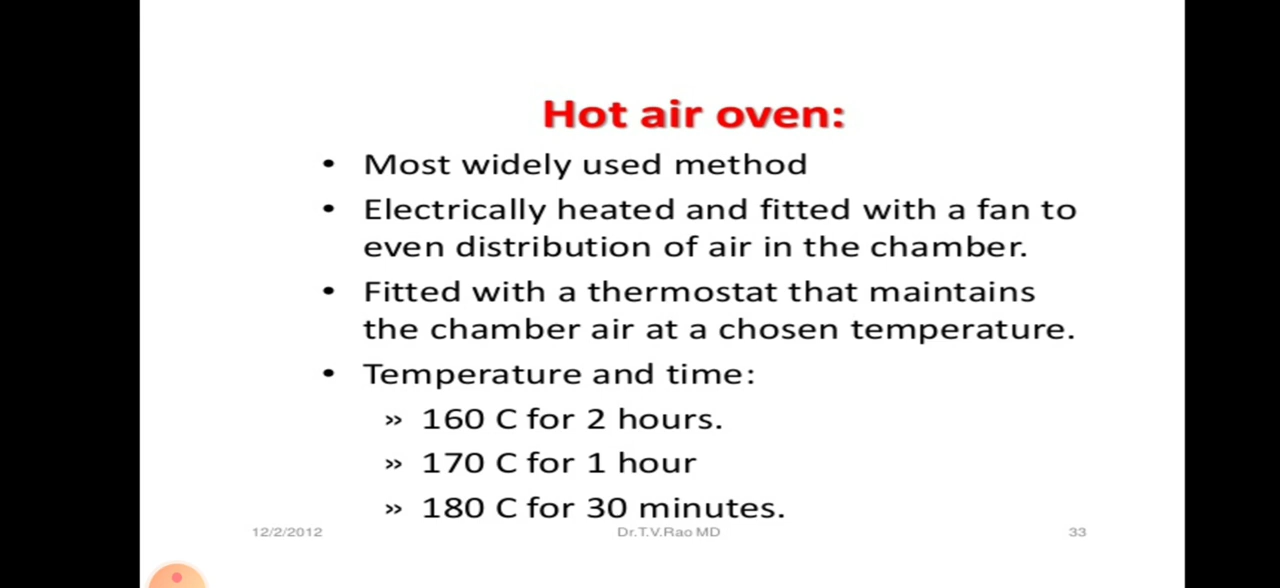 Hot air oven:
• Most widely used method
• Electrically heated and fitted with a fan to
even distribution of air in the chamber.
• Fitted with a thermostat that maintains
the chamber air at a chosen temperature.
• Temperature and time:
» 160 C for 2 hours.
» 170 C for 1 hour
» 180 C for 30 minutes.
12/2/2012 Dr.T.V.Rao MD 33